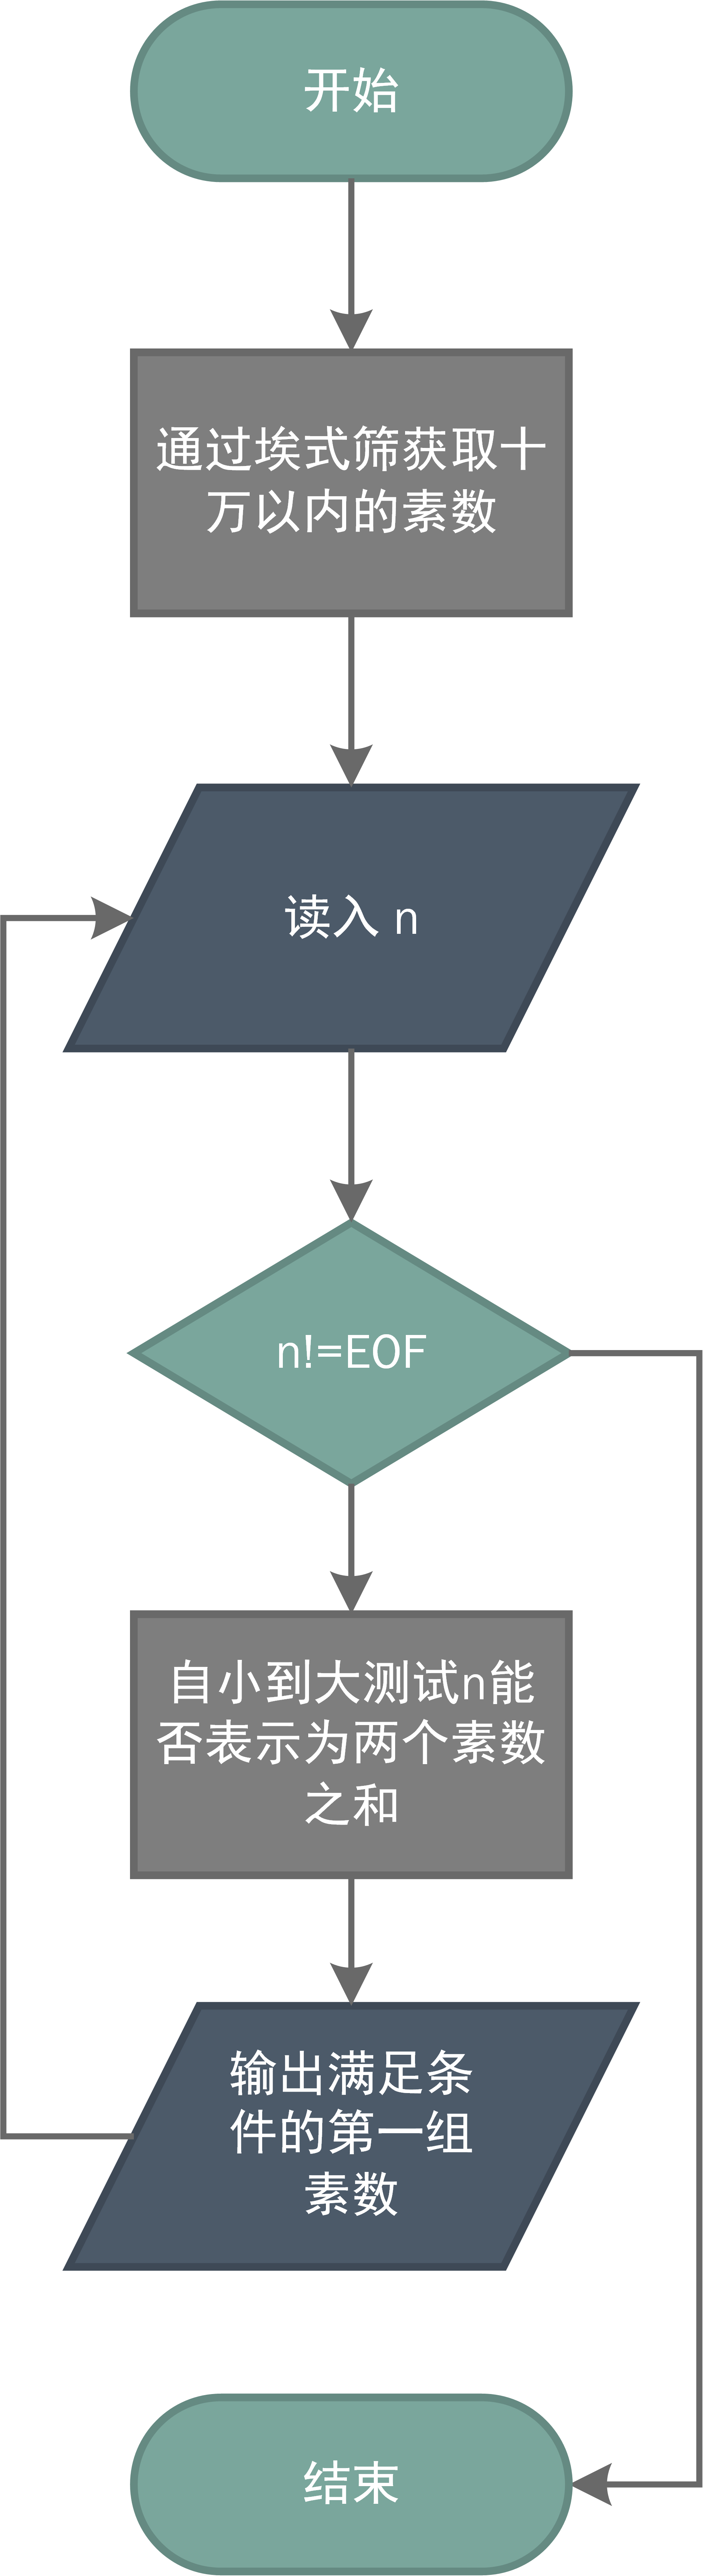 开始
通过埃式筛获取十
万以内的素数
读入 n
n!=EOF
自小到大测试n能
否表示为两个素数
之和
输出满足条
件的第一组
素数
结束